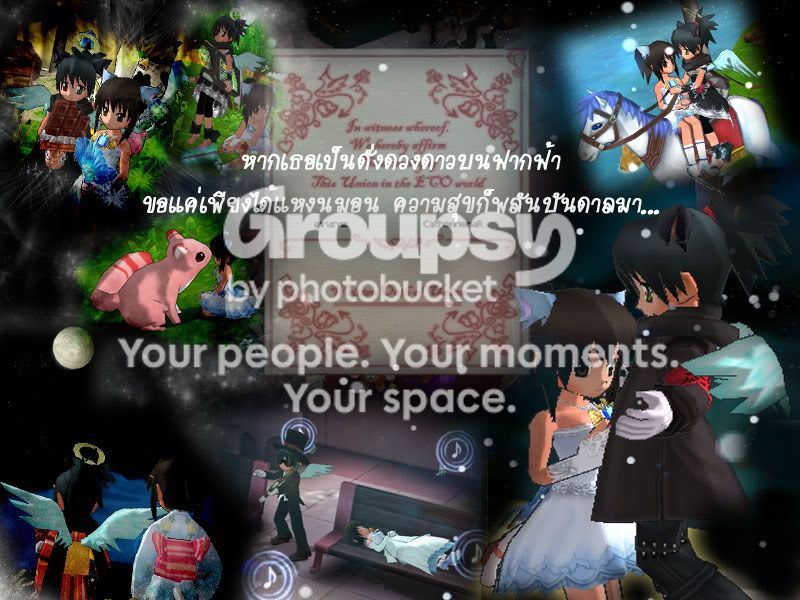 In witness whereof,
We hereby affirm
หากเธอเป็นดั่งดวงดาวบนฟากฟ้า
This Union in the ECO world
ขอแค่เพียงได้แหงนมอง ความสุขก็พลันบันดาลมา...
Groupsy
by photobucket
Your people. Your moments.
Your space.